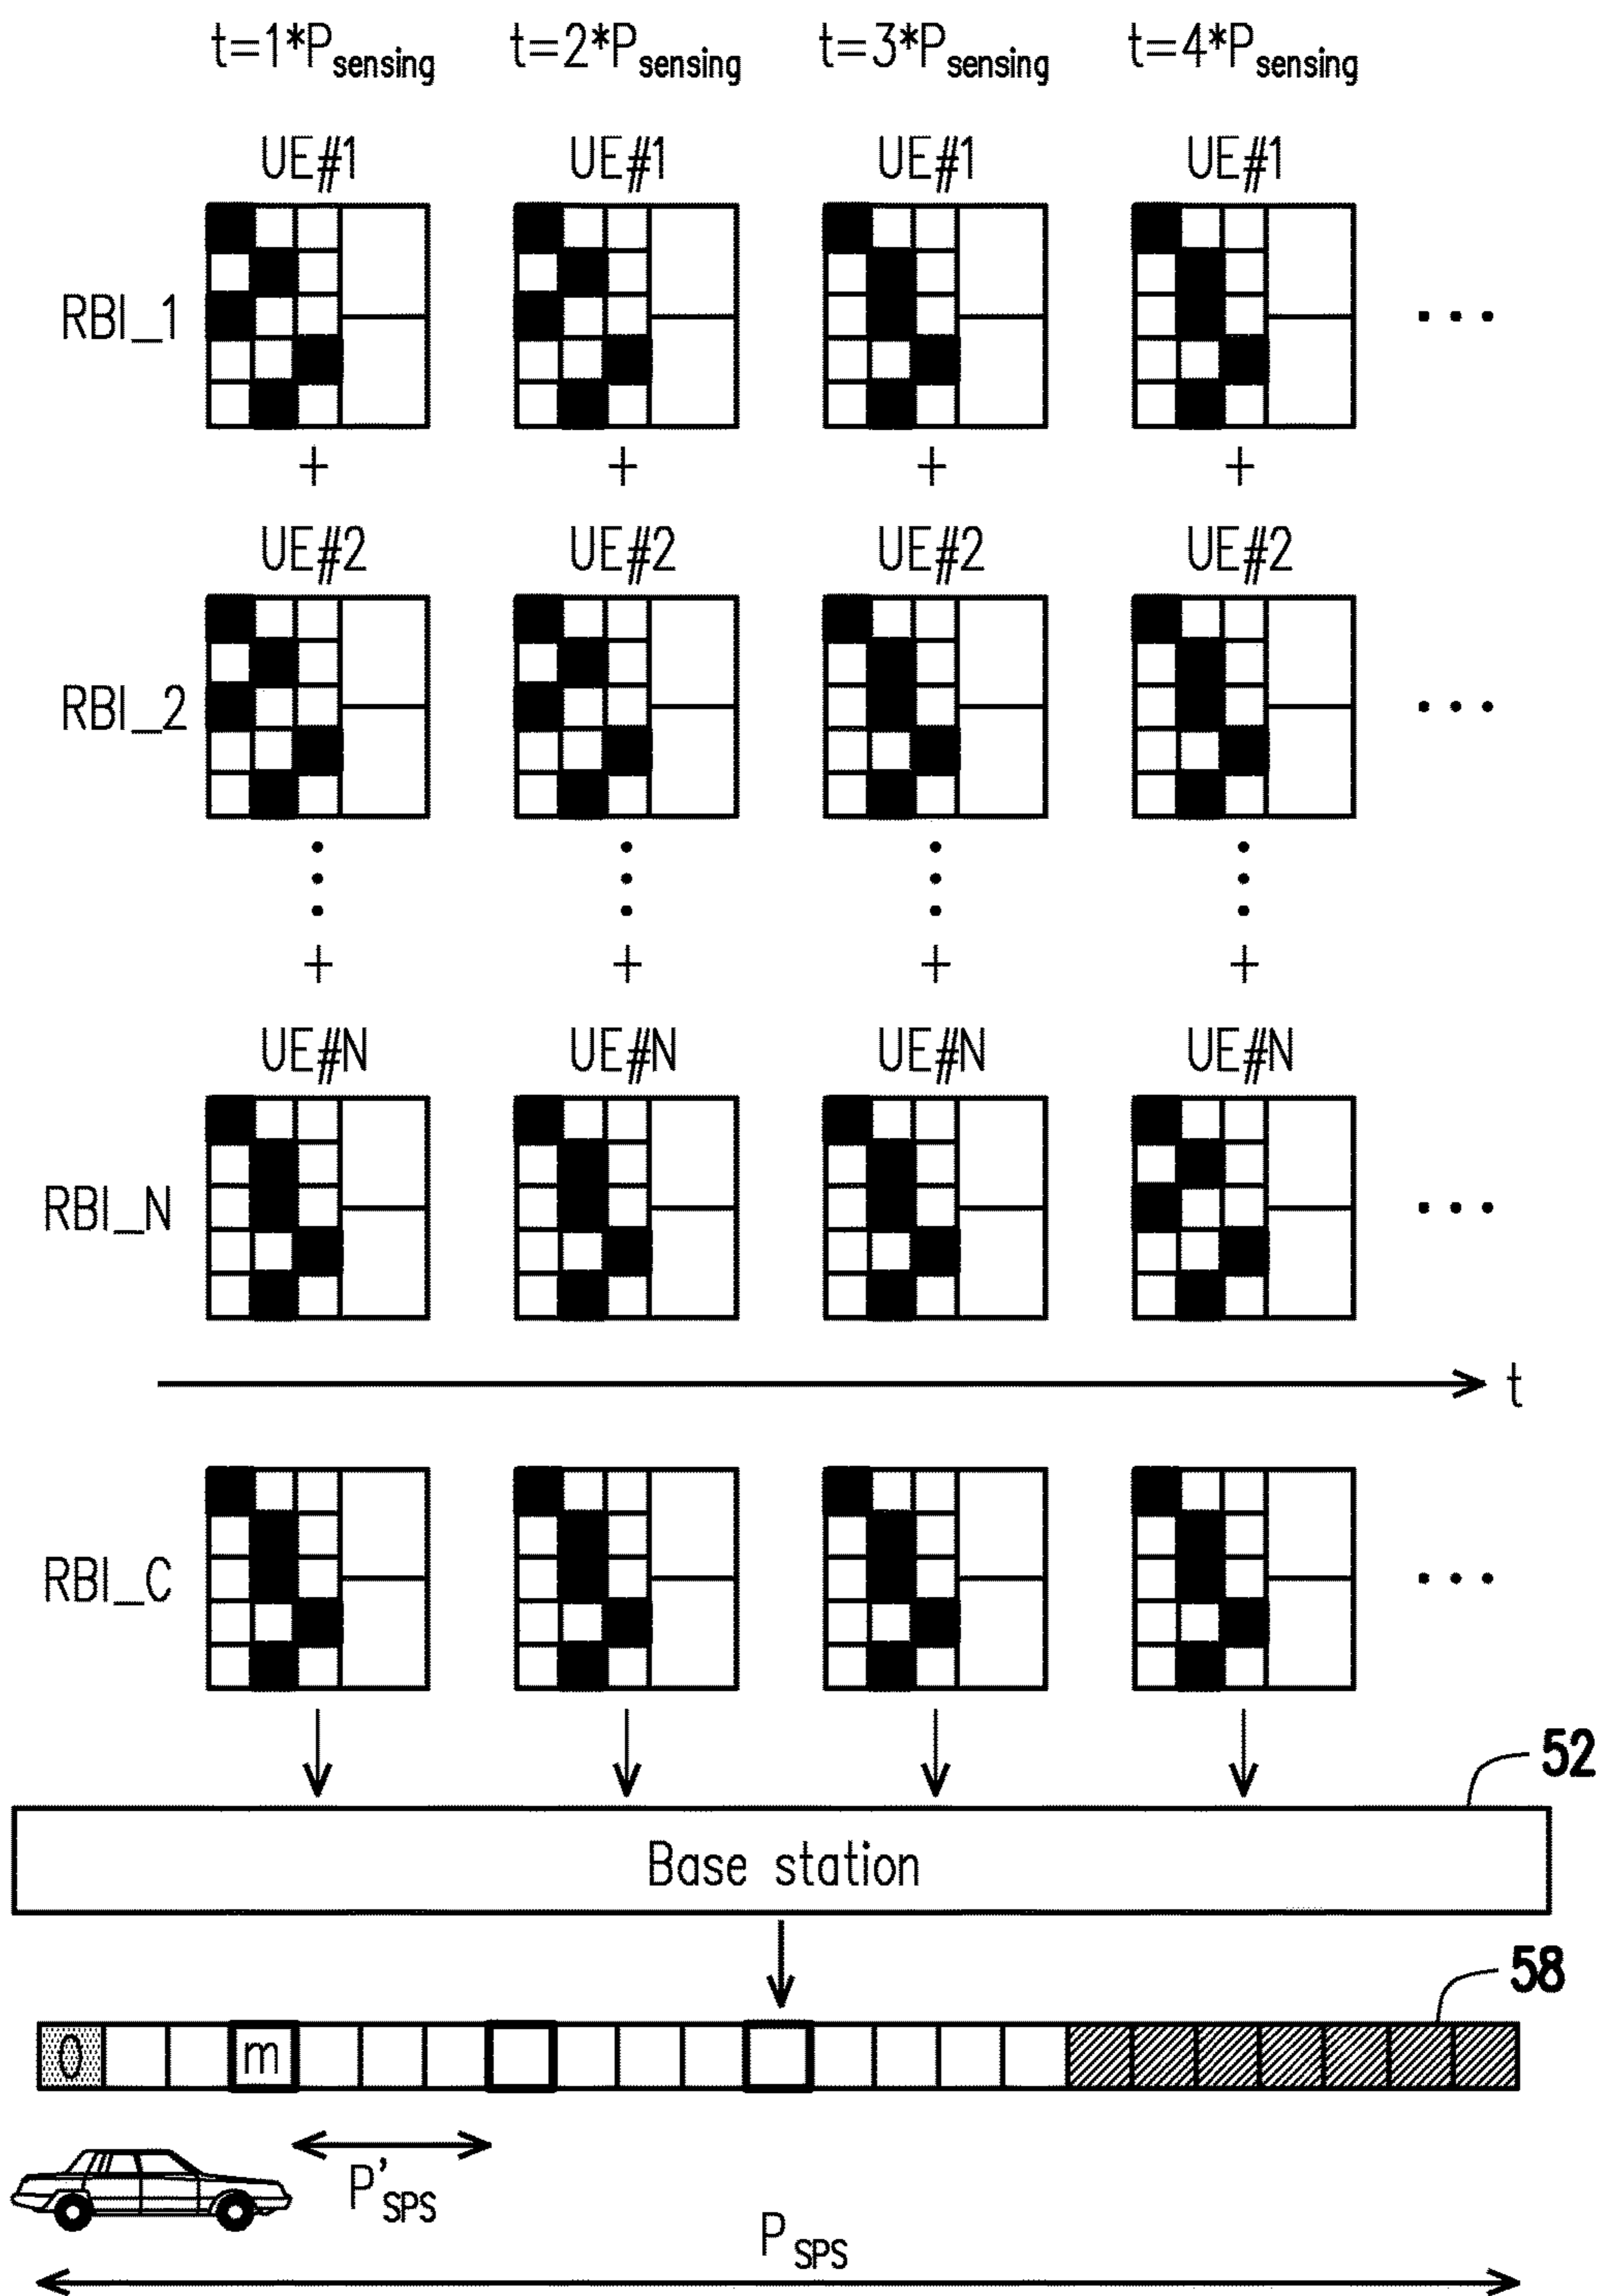 t=1*Psensing t=2*Psensing t=3*Psensing t=4*Psensing
UE#1 UE#1 UE#1 UE#1
RBI_1 ...
+ + + +
UE#2 UE#2 UE#2 UE#2
RBI_2 ...
+ + + +
UE#N UE#N UE#N UE#N
RBI_N ...
t
RBI_C ...
52
Base station
58
0 m
P'SPS
PSPS